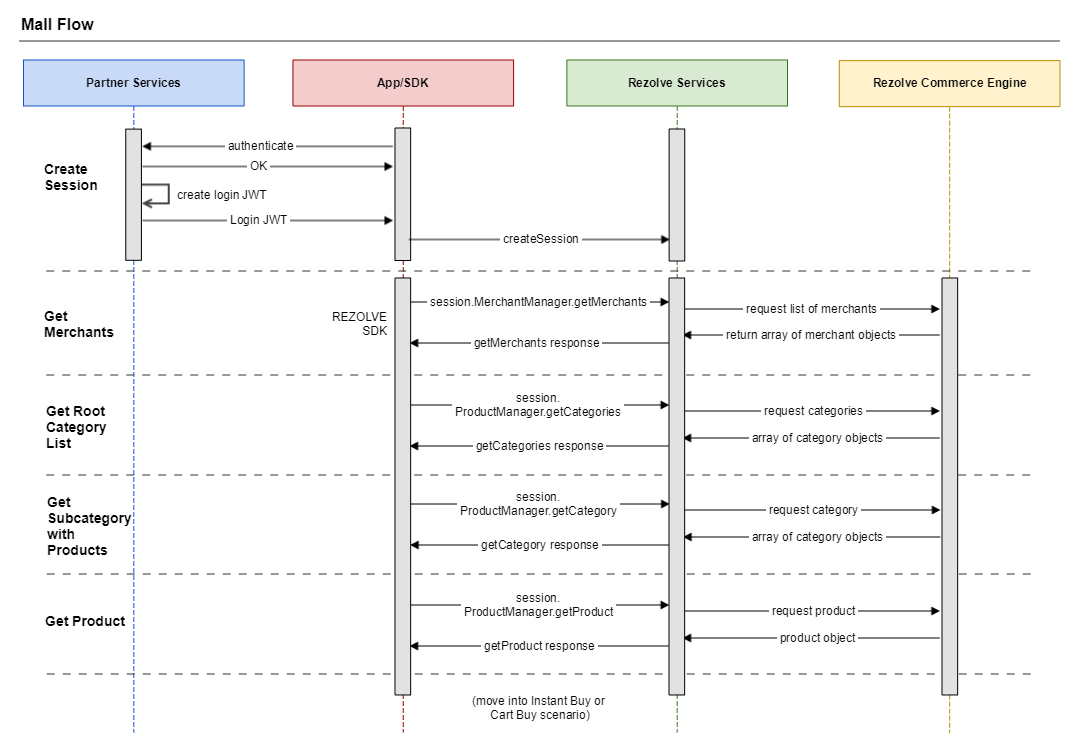 Mall Flow
Partner Services
App/SDK
Rezolve Services
Rezolve Commerce Engine
Create
Session
authenticate
OK
create login JWT
Login JWT
createSession
Get
Merchants
REZOLVE
SDK
session.MerchantManager.getMerchants
request list of merchants
return array of merchant objects
getMerchants response
Get Root
Category
List
session.
ProductManager.getCategories
request categories
array of category objects
getCategories response
Get
Subcategory
with
Products
session.
ProductManager.getCategory
request category
array of category objects
getCategory response
Get Product
session.
ProductManager.getProduct
request product
product object
getProduct response
(move into Instant Buy or
Cart Buy scenario)